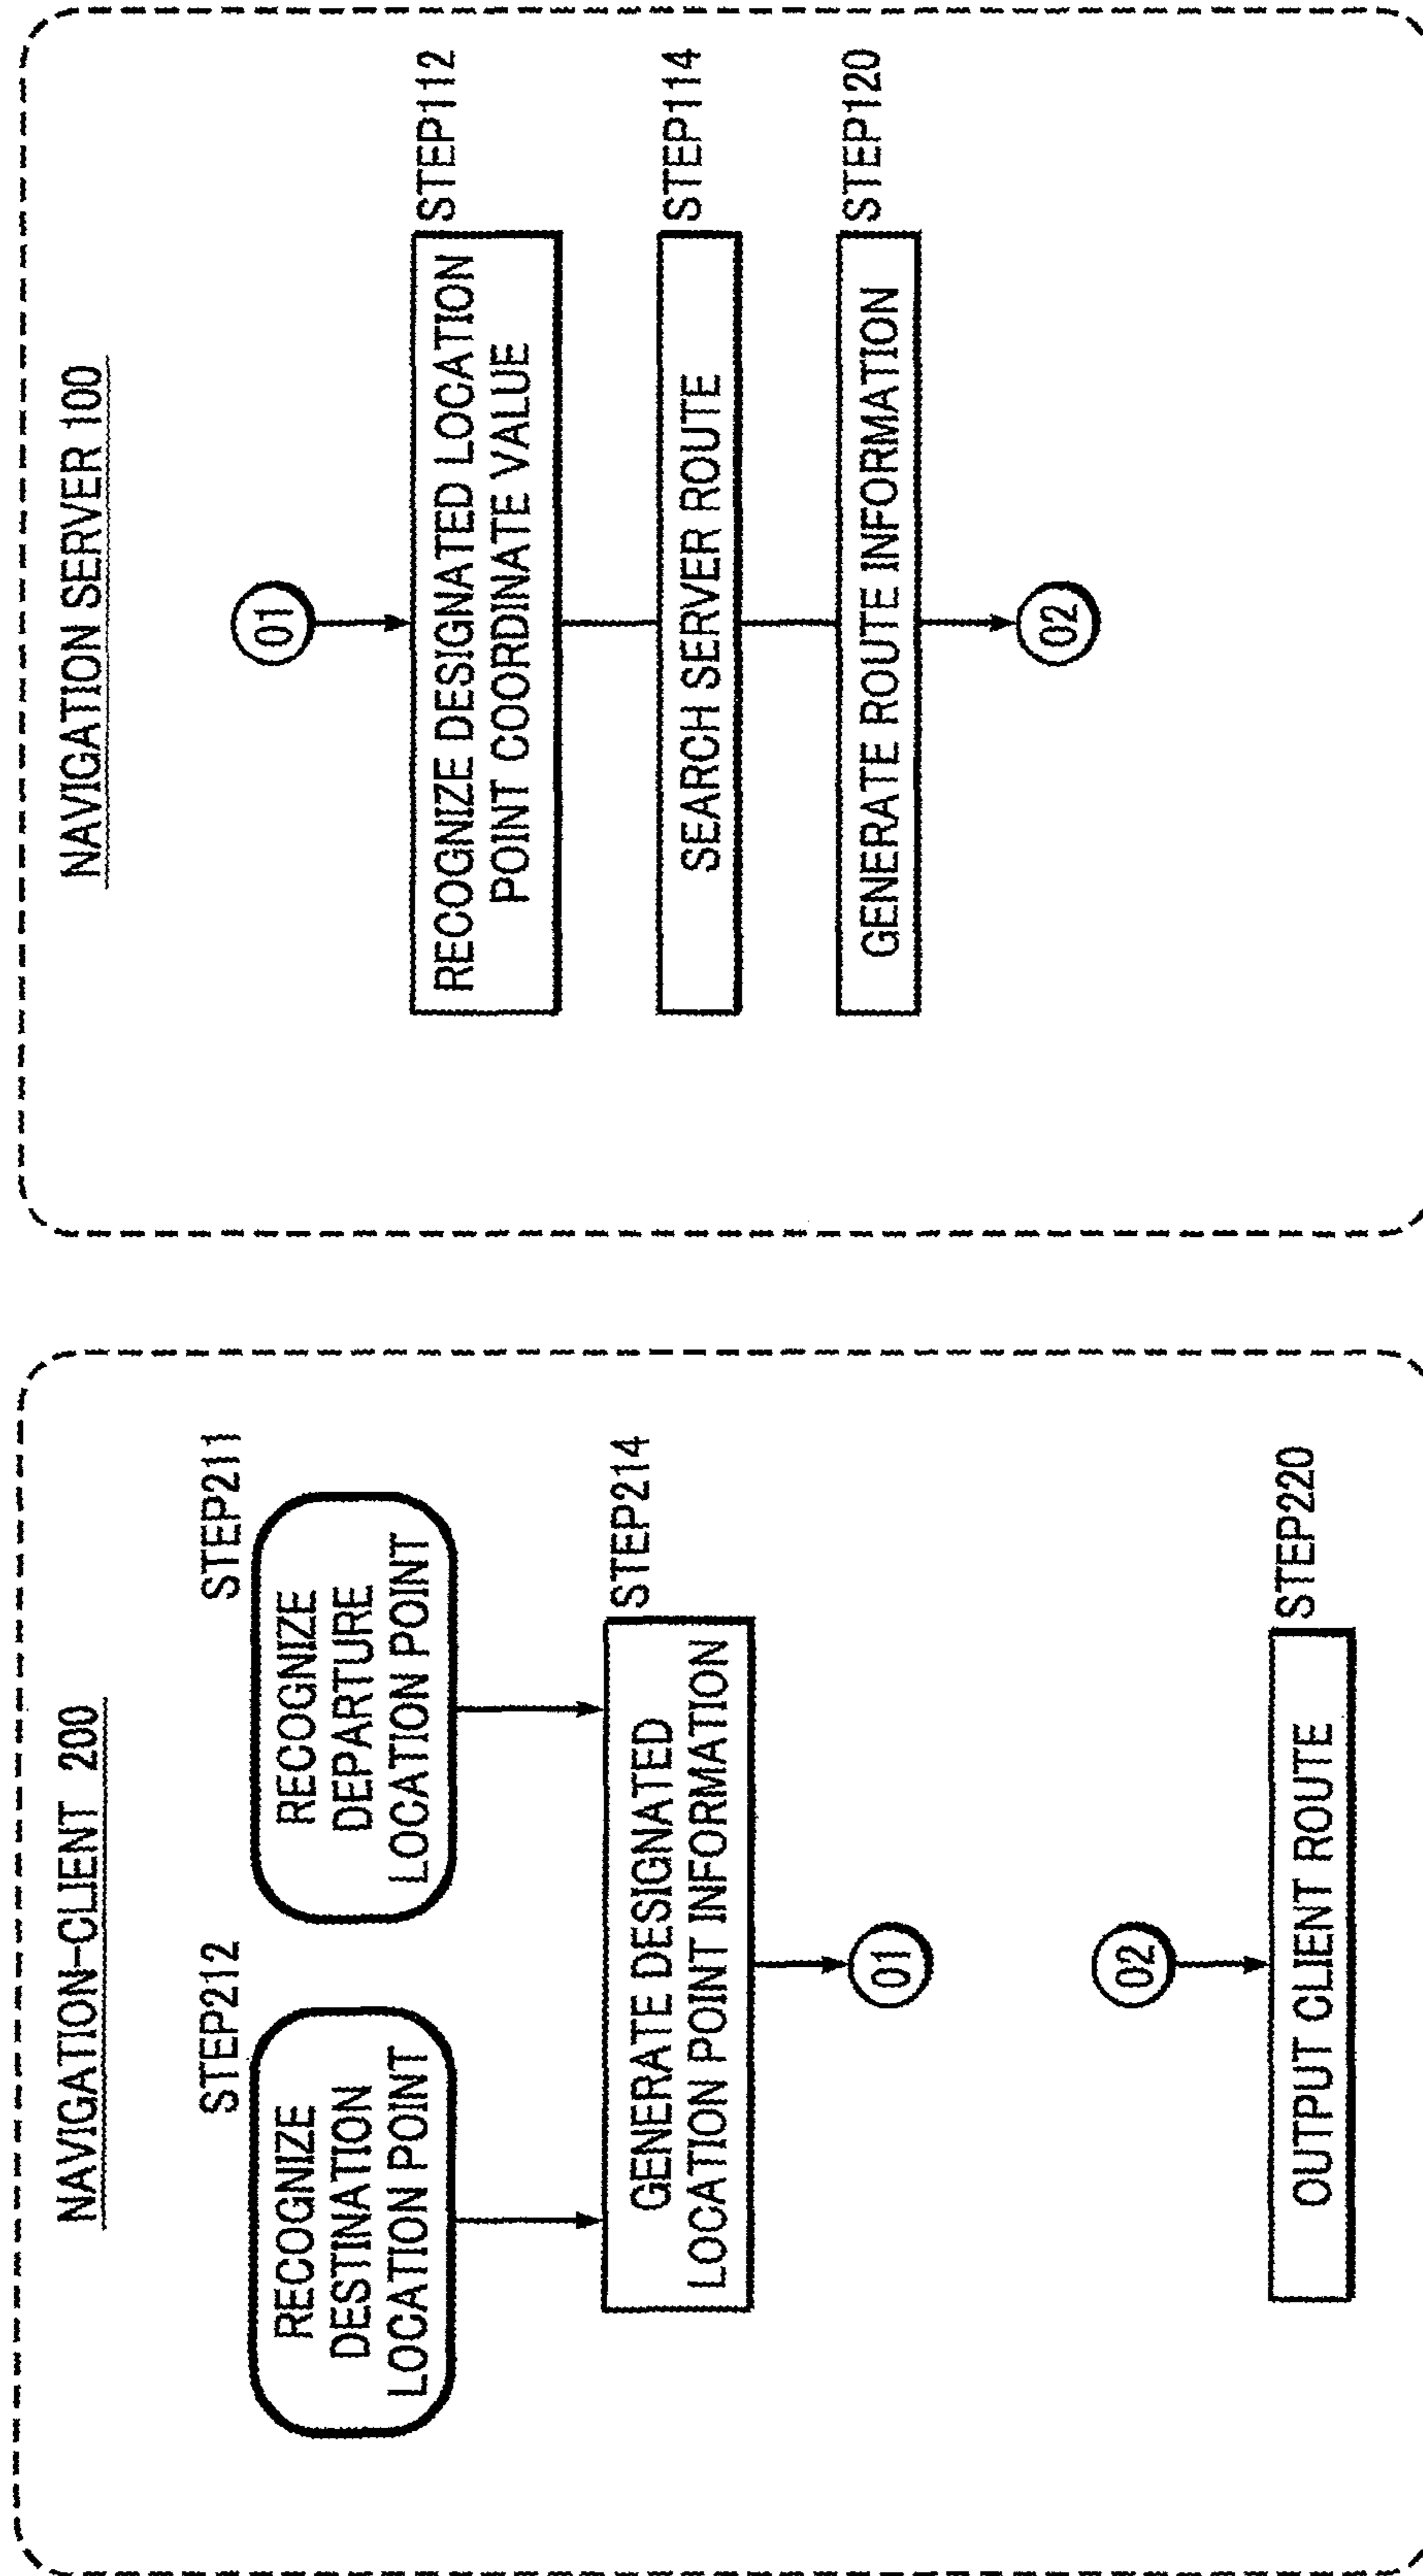 NAVIGATION-CLIENT 200
STEP212
RECOGNIZE
DESTINATION
LOCATION POINT
STEP211
RECOGNIZE
DEPARTURE
LOCATION POINT
STEP214
GENERATE DESIGNATED
LOCATION POINT INFORMATION
01
02
STEP220
OUTPUT CLIENT ROUTE
NAVIGATION SERVER 100
01
STEP112
RECOGNIZE DESIGNATED LOCATION
POINT COORDINATE VALUE
STEP114
SEARCH SERVER ROUTE
STEP120
GENERATE ROUTE INFORMATION
02